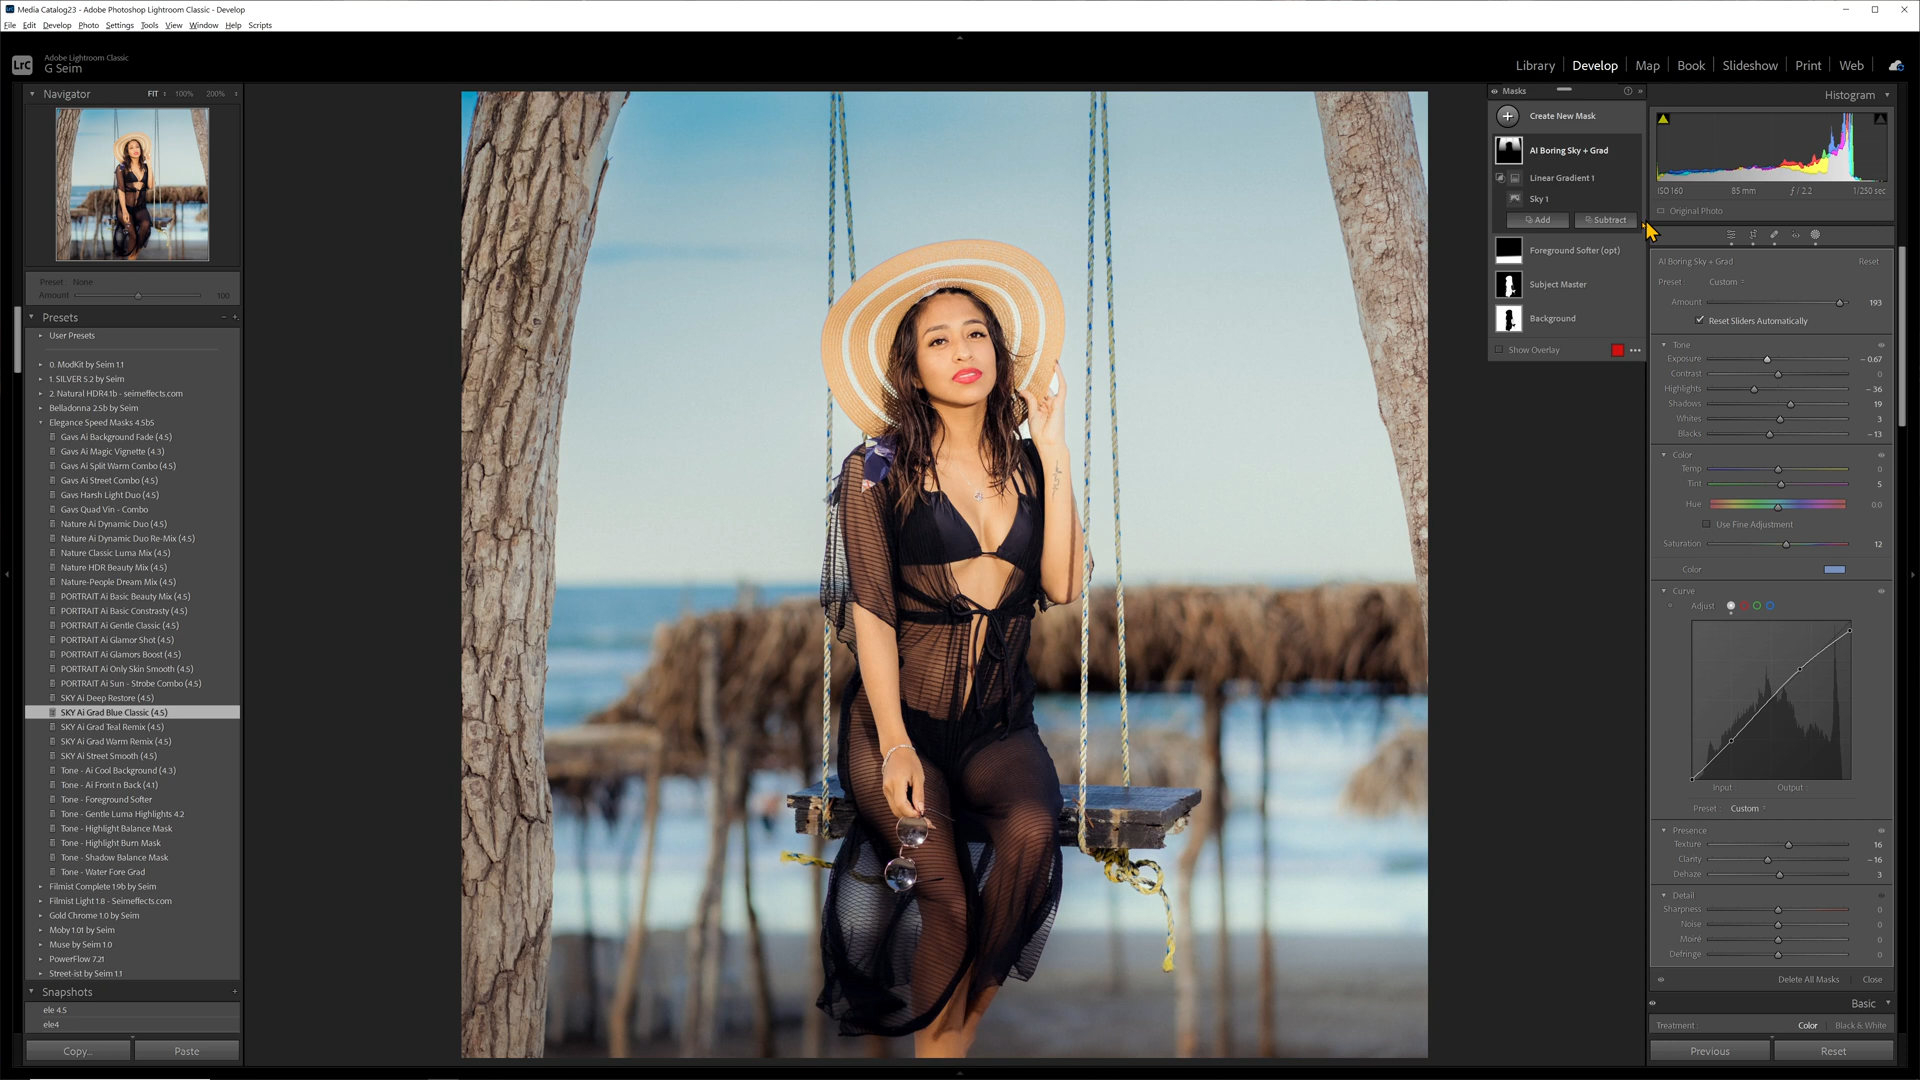 Media Catalog23 - Adobe Photoshop Lightroom Classic - Develop
File Edit Develop Photo Settings Tools View Window Help Scripts
LrC
Adobe Lightroom Classic
G Seim
Library Develop Map Book Slideshow Print Web
Navigator FIT 100% 200%
Preset None
Amount 100
Presets
User Presets
0. ModKit by Seim 1.1
1. SILVER 5.2 by Seim
2. Natural HDR4.1b - seimeffects.com
Belladonna 2.5b by Seim
Elegance Speed Masks 4.5b5
Gavs Ai Background Fade (4.5)
Gavs Ai Magic Vignette (4.3)
Gavs Ai Split Warm Combo (4.5)
Gavs Ai Street Combo (4.5)
Gavs Harsh Light Duo (4.5)
Gavs Quad Vin - Combo
Nature Ai Dynamic Duo (4.5)
Nature Ai Dynamic Duo Re-Mix (4.5)
Nature Classic Luma Mix (4.5)
Nature HDR Beauty Mix (4.5)
Nature-People Dream Mix (4.5)
PORTRAIT Ai Basic Beauty Mix (4.5)
PORTRAIT Ai Basic Constrasty (4.5)
PORTRAIT Ai Gentle Classic (4.5)
PORTRAIT Ai Glamor Shot (4.5)
PORTRAIT Ai Glamors Boost (4.5)
PORTRAIT Ai Only Skin Smooth (4.5)
PORTRAIT Ai Sun - Strobe Combo (4.5)
SKY Ai Deep Restore (4.5)
SKY Ai Grad Blue Classic (4.5)
SKY Ai Grad Teal Remix (4.5)
SKY Ai Grad Warm Remix (4.5)
SKY Ai Street Smooth (4.5)
Tone - Ai Cool Background (4.3)
Tone - Ai Front n Back (4.1)
Tone - Foreground Softer
Tone - Gentle Luma Highlights 4.2
Tone - Highlight Balance Mask
Tone - Highlight Burn Mask
Tone - Shadow Balance Mask
Tone - Water Fore Grad
Filmist Complete 1.9b by Seim
Filmist Light 1.8 - Seimeffects.com
Gold Chrome 1.0 by Seim
Moby 1.01 by Seim
Muse by Seim 1.0
PowerFlow 7.21
Street-ist by Seim 1.1
Snapshots
ele 4.5
ele4
Copy... Paste
Masks
Create New Mask
AI Boring Sky + Grad
Linear Gradient 1
Sky 1
Add Subtract
Foreground Softer (opt)
Subject Master
Background
Show Overlay
Histogram
ISO 160 85 mm ƒ / 2.2 1/250 sec
Original Photo
AI Boring Sky + Grad Reset
Preset : Custom
Amount 193
Reset Sliders Automatically
Tone
Exposure - 0.67
Contrast 0
Highlights - 36
Shadows 19
Whites 3
Blacks - 13
Color
Temp 0
Tint 5
Hue 0.0
Use Fine Adjustment
Saturation 12
Color
Curve
Adjust
Input Output
Preset : Custom
Presence
Texture 16
Clarity - 16
Dehaze 3
Detail
Sharpness 0
Noise 0
Moiré 0
Defringe 0
Delete All Masks Close
Basic
Treatment : Color Black & White
Previous Reset